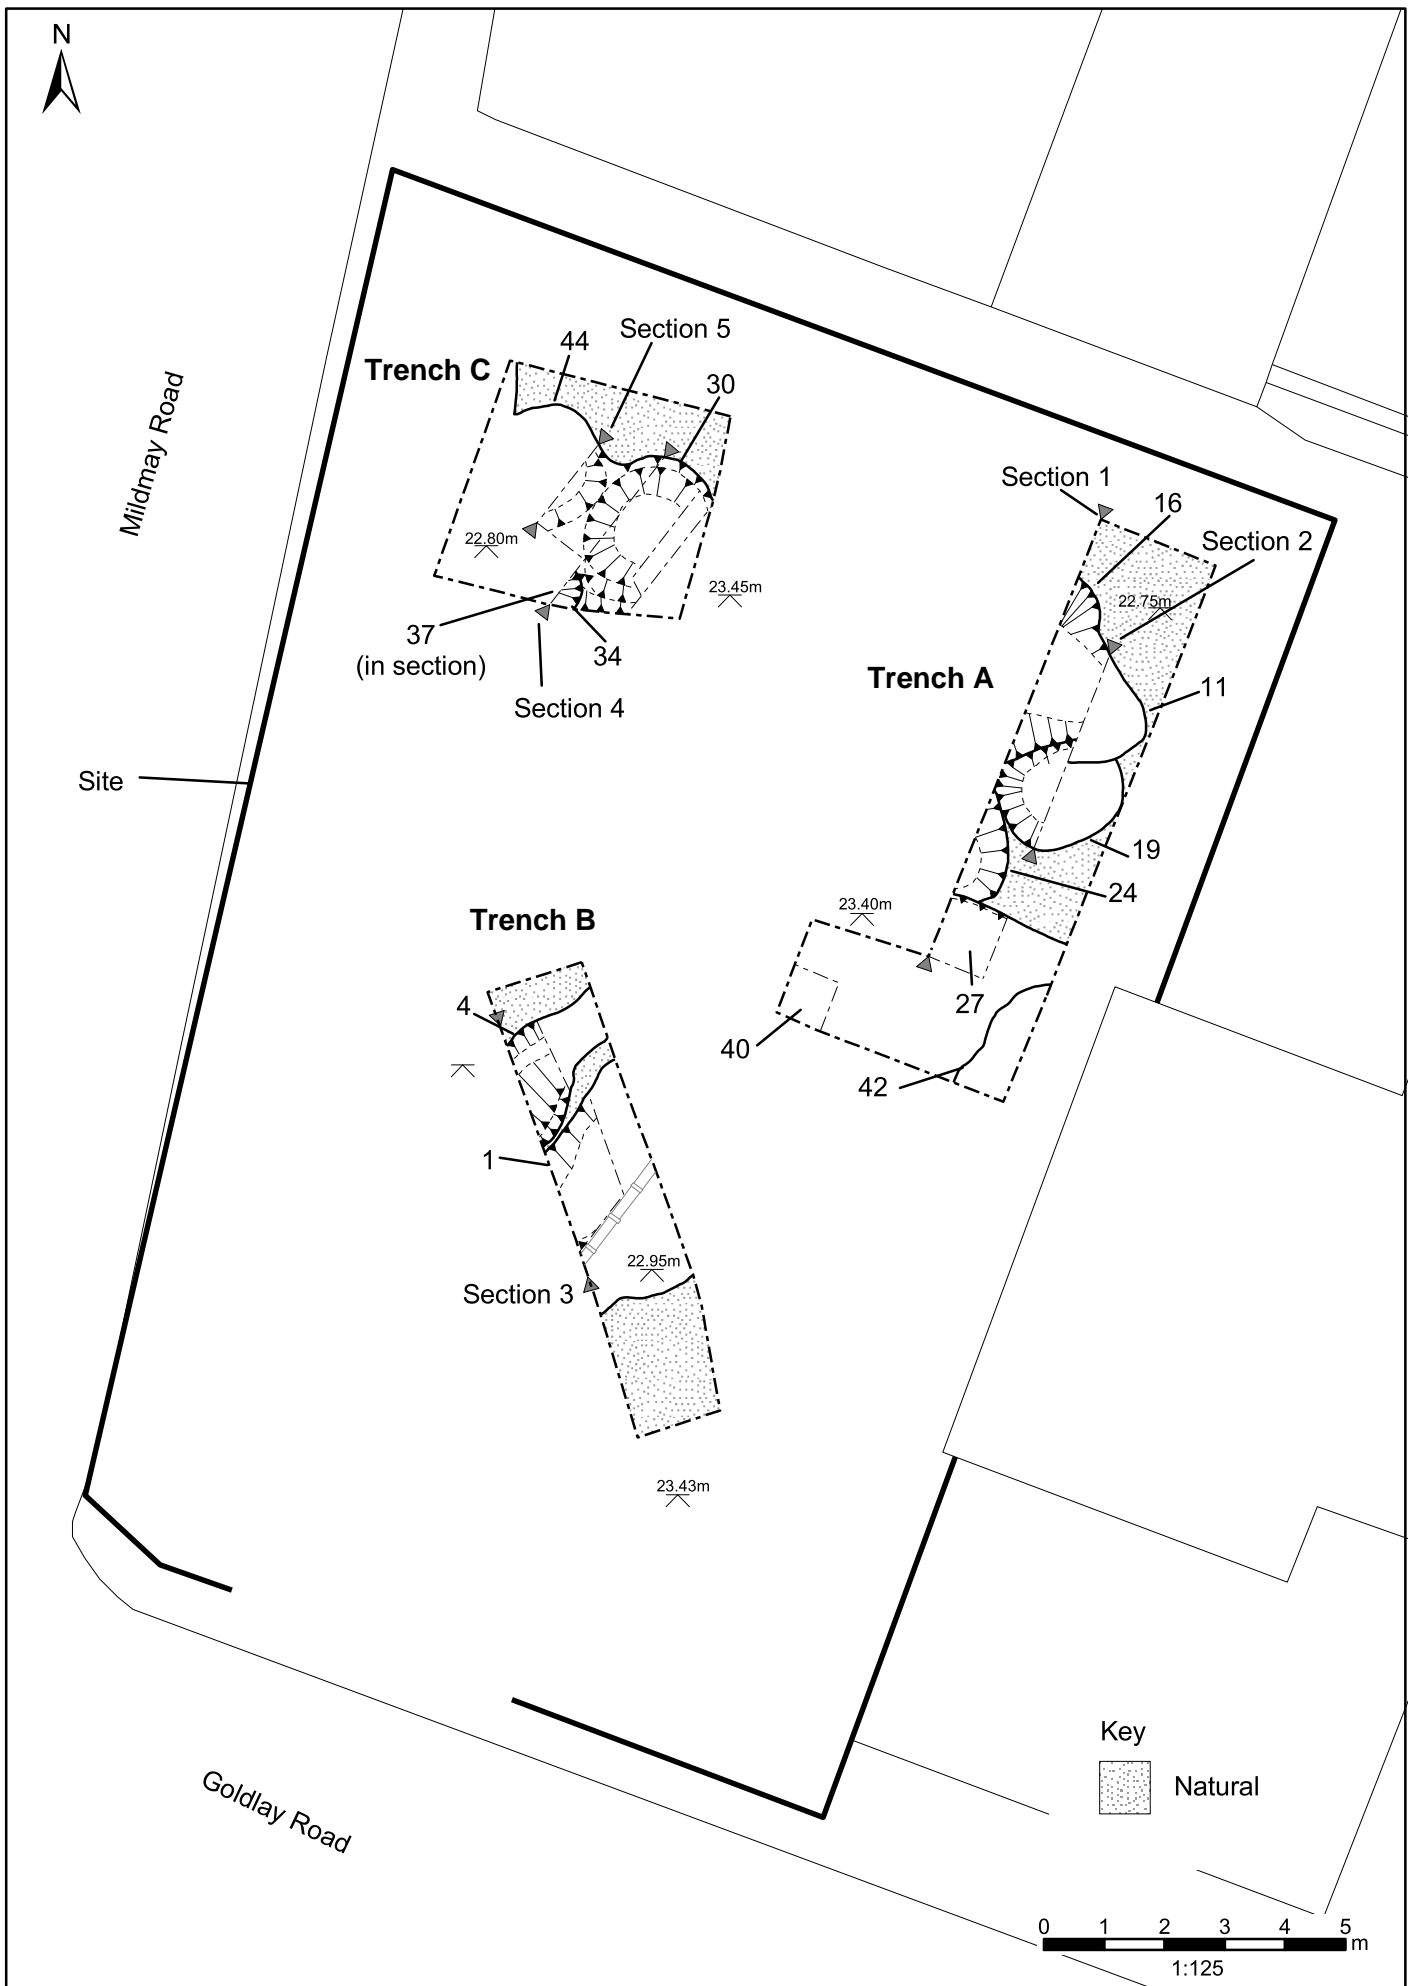 N
Section 5
44
Trench C
30
Mildmay Road
Section 1
16
Section 2
22.80m
23.45m
22.75m
37
(in section)
34
Trench A
11
Section 4
Site
19
24
23.40m
Trench B
4
27
40
42
1
22.95m
Section 3
23.43m
Key
Natural
Goldlay Road
0 1 2 3 4 5
m
1:125